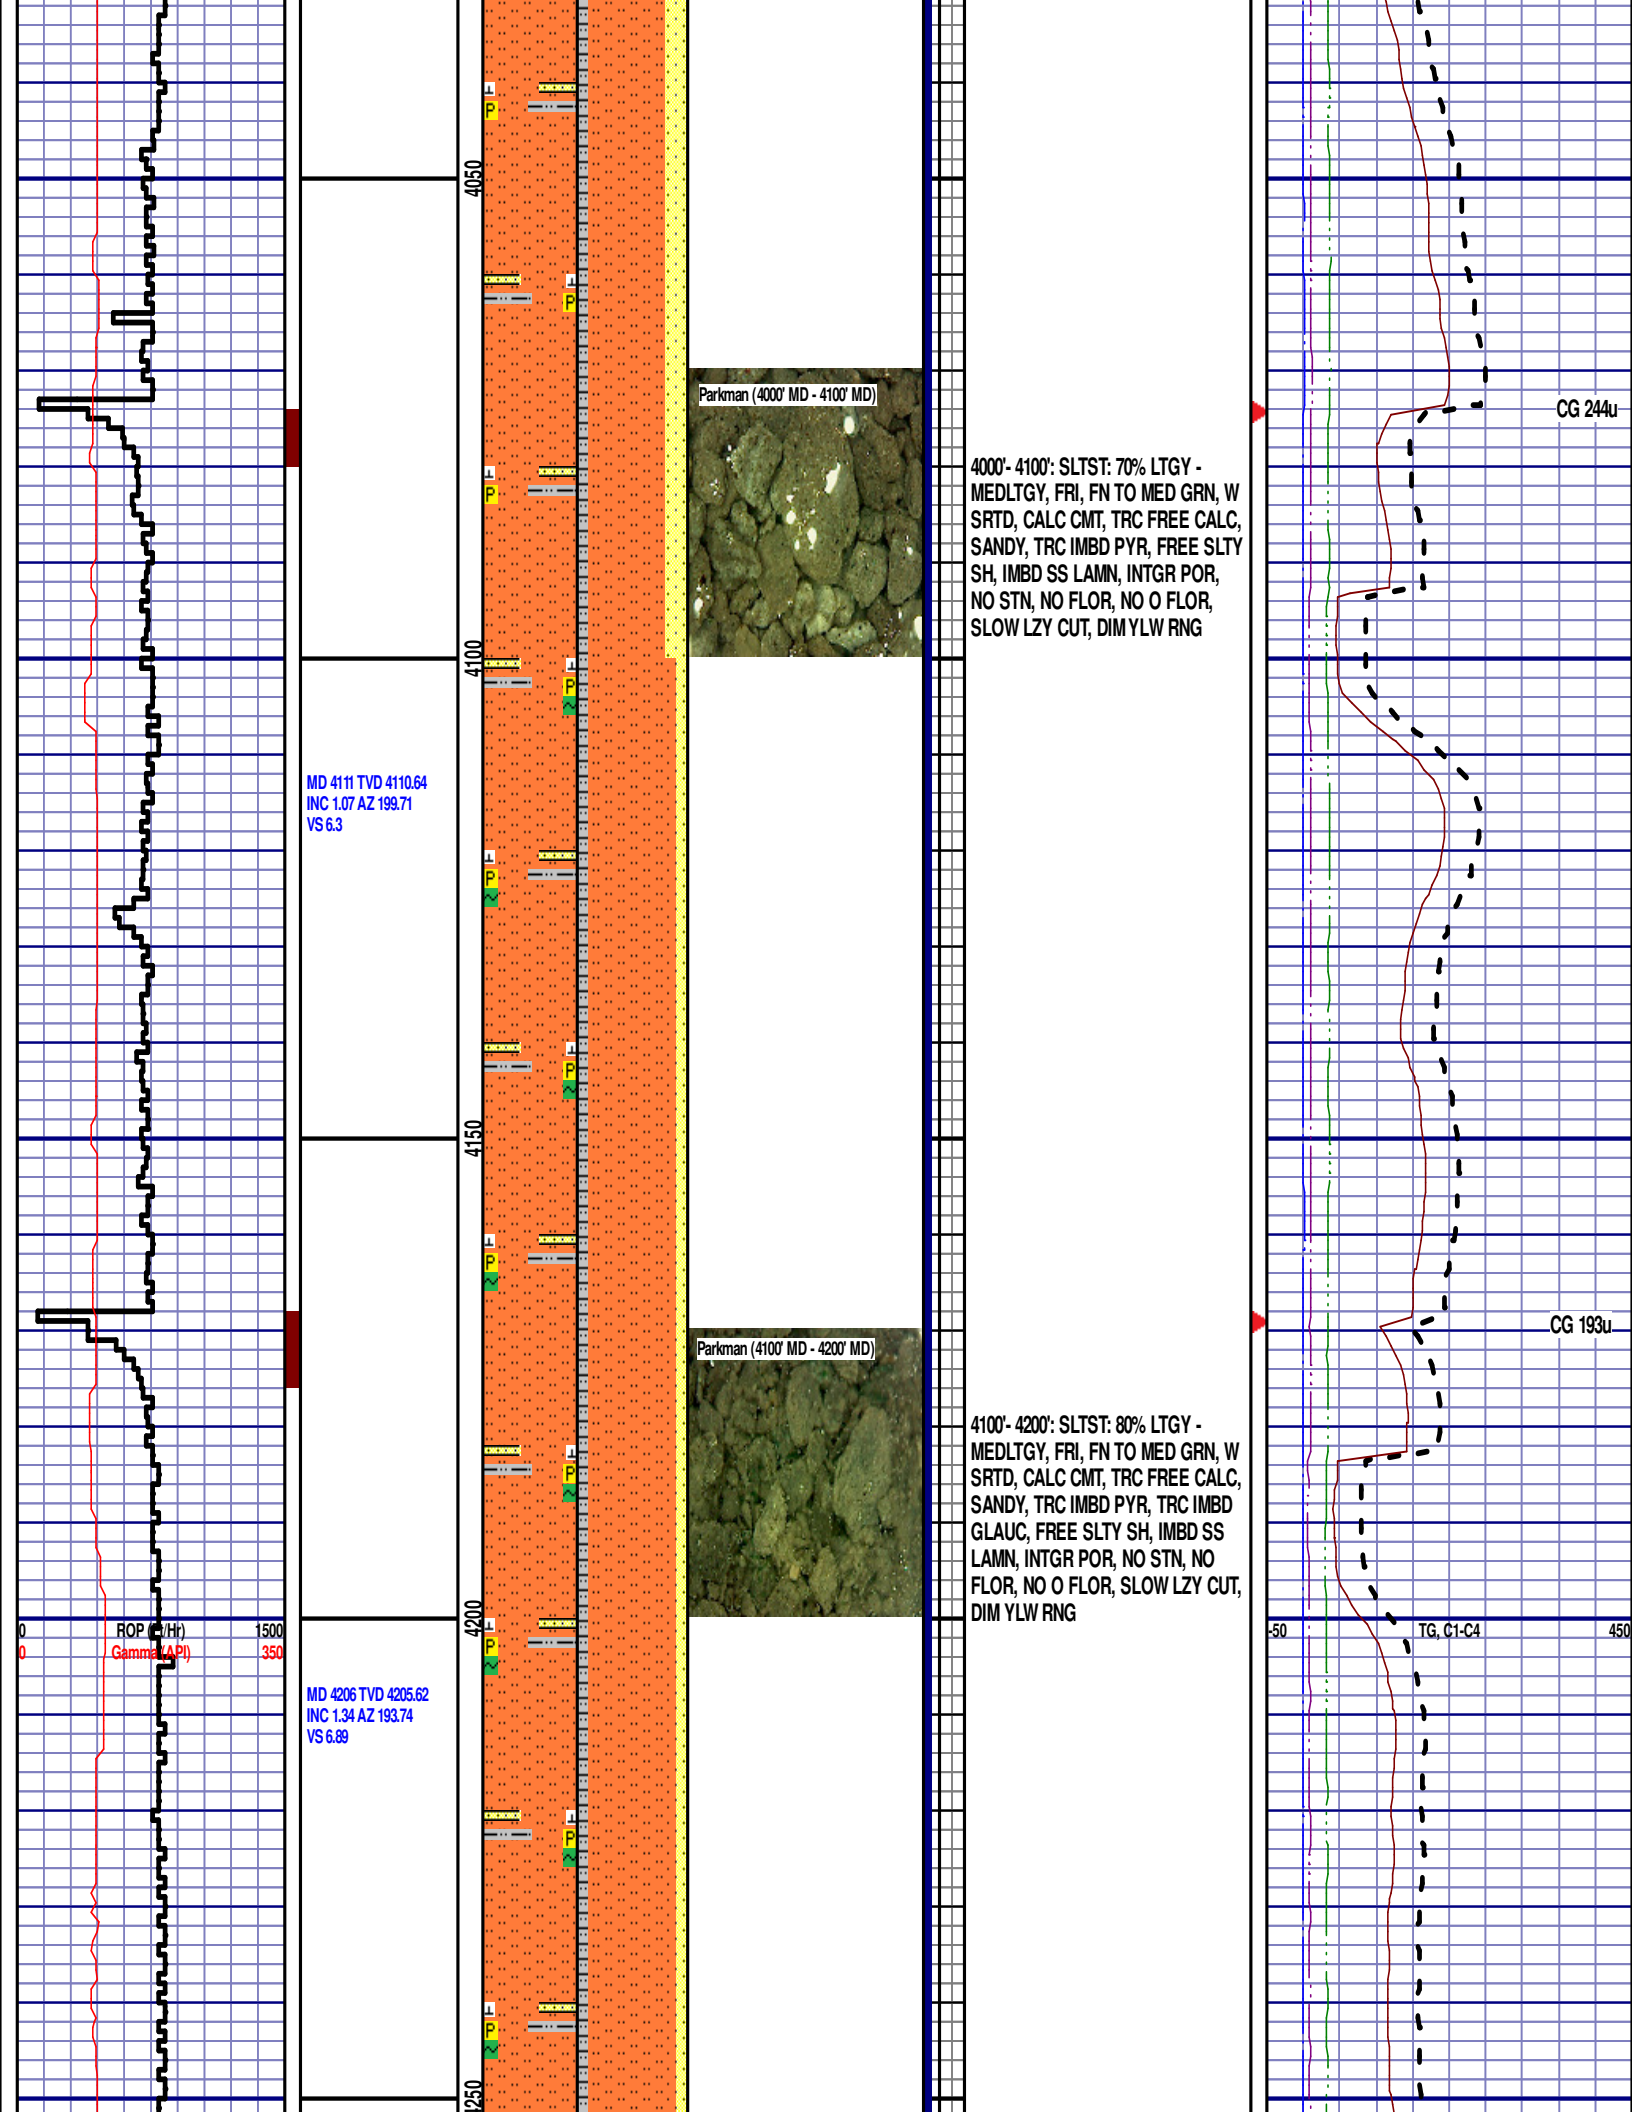 4050
Parkman (4000' MD - 4100' MD)
CG 244u
4000'- 4100': SLTST: 70% LTGY -
MEDLTGY, FRI, FN TO MED GRN, W
SRTD, CALC CMT, TRC FREE CALC,
SANDY, TRC IMBD PYR, FREE SLTY
SH, IMBD SS LAMN, INTGR POR,
NO STN, NO FLOR, NO O FLOR,
SLOW LZY CUT, DIM YLW RNG
4100
MD 4111 TVD 4110.64
INC 1.07 AZ 199.71
VS 6.3
4150
CG 193u
Parkman (4100' MD - 4200' MD)
4100'- 4200': SLTST: 80% LTGY -
MEDLTGY, FRI, FN TO MED GRN, W
SRTD, CALC CMT, TRC FREE CALC,
SANDY, TRC IMBD PYR, TRC IMBD
GLAUC, FREE SLTY SH, IMBD SS
LAMN, INTGR POR, NO STN, NO
FLOR, NO O FLOR, SLOW LZY CUT,
DIM YLW RNG
4200
0 ROP (ft/Hr) 1500
0 Gamma (API) 350
-50 TG, C1-C4 450
MD 4206 TVD 4205.62
INC 1.34 AZ 193.74
VS 6.89
4250
P
P
P
P
P
P
P
P
P
P
P